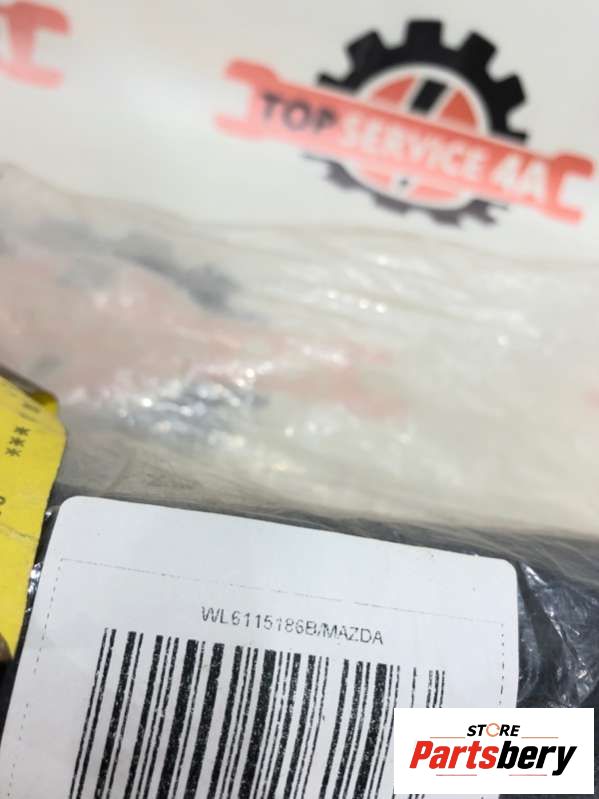 TOP SERVICE 4A
WL6115186B/MAZDA
STORE
Partsbery